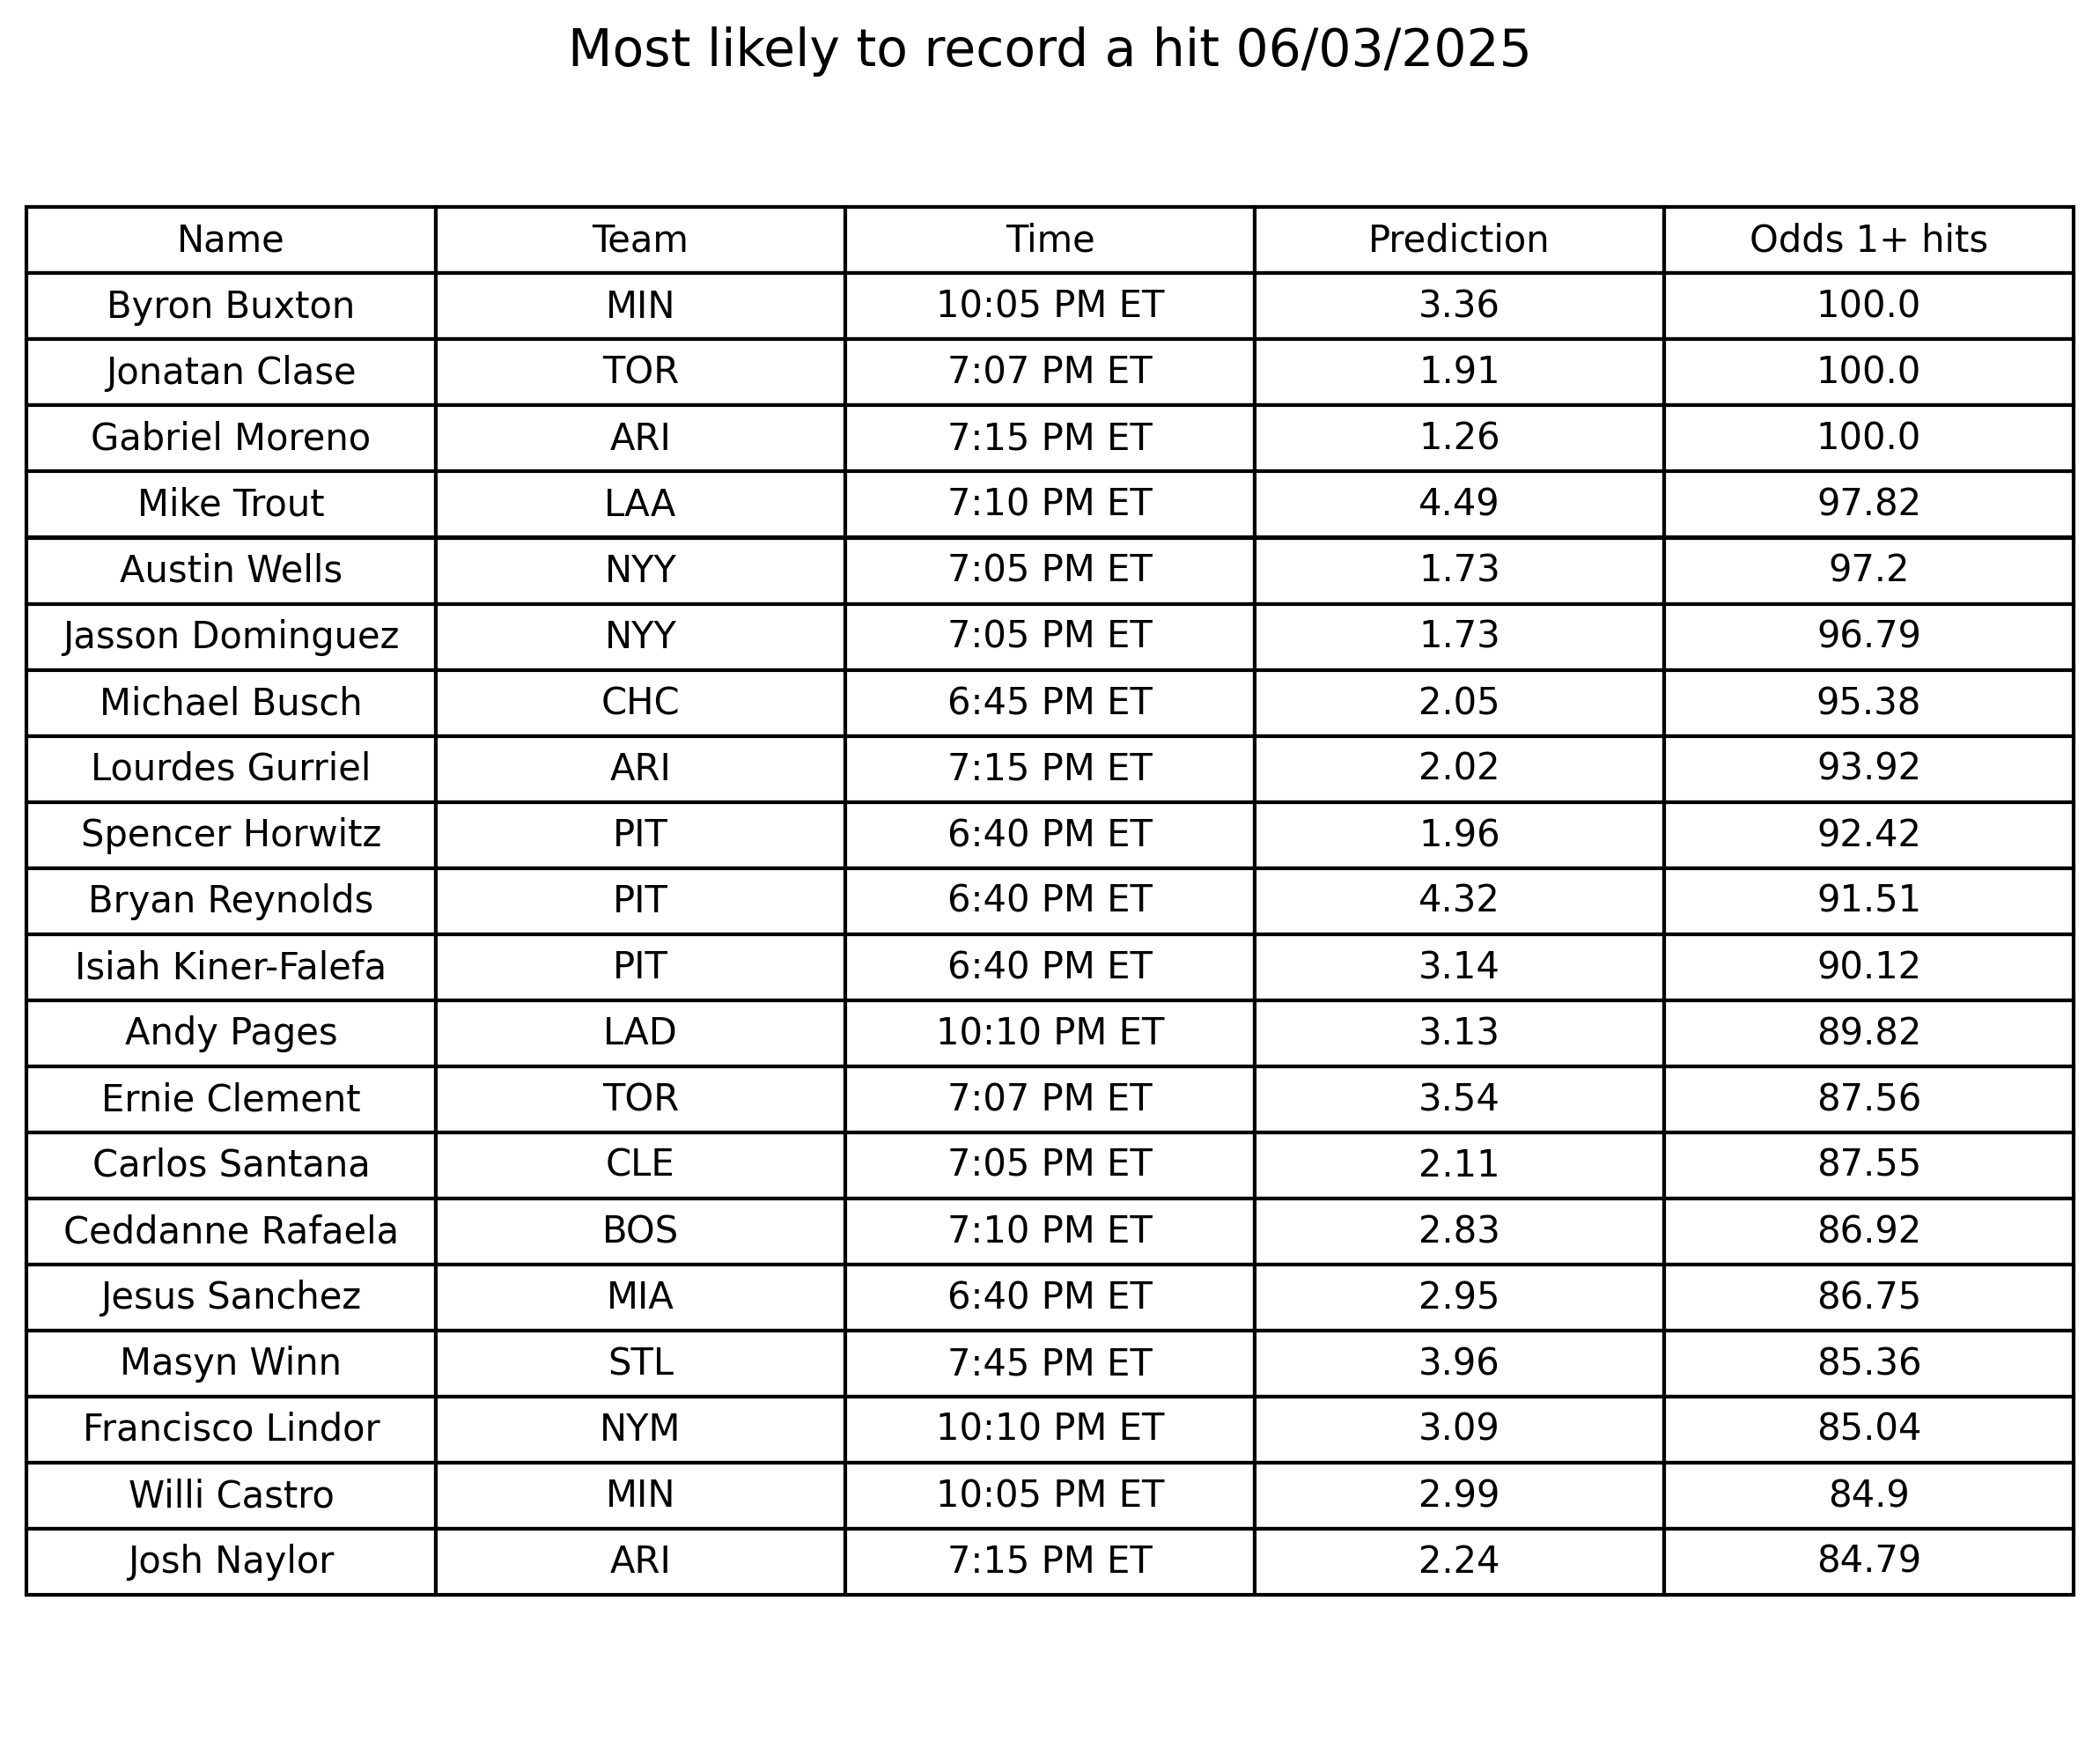 Most likely to record a hit 06/03/2025
Name Team Time Prediction Odds 1+ hits
Byron Buxton MIN 10:05 PM ET 3.36 100.0
Jonatan Clase TOR 7:07 PM ET 1.91 100.0
Gabriel Moreno ARI 7:15 PM ET 1.26 100.0
Mike Trout LAA 7:10 PM ET 4.49 97.82
Austin Wells NYY 7:05 PM ET 1.73 97.2
Jasson Dominguez NYY 7:05 PM ET 1.73 96.79
Michael Busch CHC 6:45 PM ET 2.05 95.38
Lourdes Gurriel ARI 7:15 PM ET 2.02 93.92
Spencer Horwitz PIT 6:40 PM ET 1.96 92.42
Bryan Reynolds PIT 6:40 PM ET 4.32 91.51
Isiah Kiner-Falefa PIT 6:40 PM ET 3.14 90.12
Andy Pages LAD 10:10 PM ET 3.13 89.82
Ernie Clement TOR 7:07 PM ET 3.54 87.56
Carlos Santana CLE 7:05 PM ET 2.11 87.55
Ceddanne Rafaela BOS 7:10 PM ET 2.83 86.92
Jesus Sanchez MIA 6:40 PM ET 2.95 86.75
Masyn Winn STL 7:45 PM ET 3.96 85.36
Francisco Lindor NYM 10:10 PM ET 3.09 85.04
Willi Castro MIN 10:05 PM ET 2.99 84.9
Josh Naylor ARI 7:15 PM ET 2.24 84.79